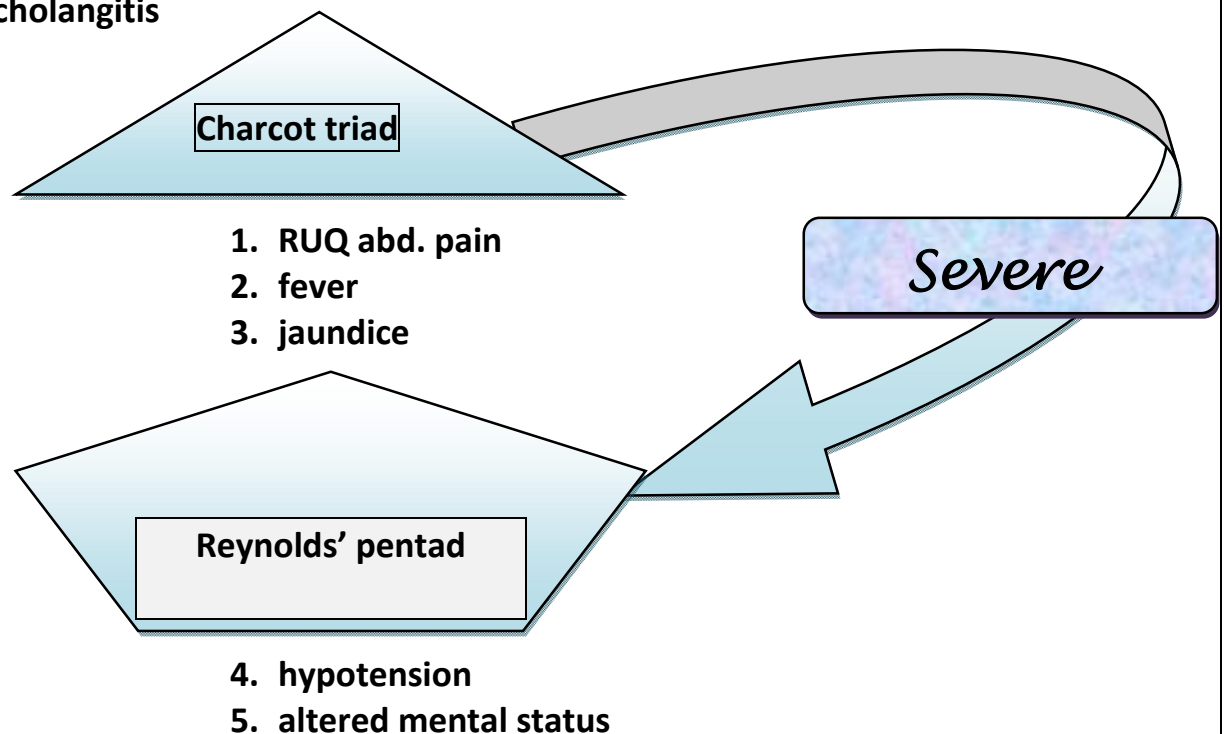 cholangitis
Charcot triad
1. RUQ abd. pain
2. fever
3. jaundice
Severe
Reynolds’ pentad
4. hypotension
5. altered mental status